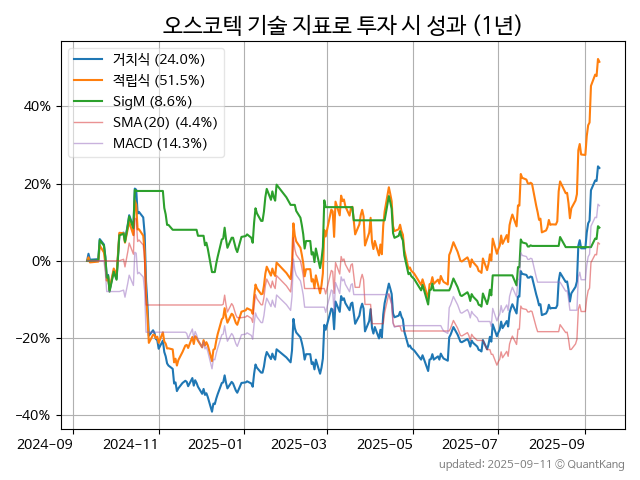 오스코텍 기술 지표로 투자 시 성과 (1년)
거치식 (24.0%)
적립식 (51.5%)
SigM (8.6%)
SMA(20) (4.4%)
MACD (14.3%)
40%
20%
0%
−20%
−40%
2024-09 2024-11 2025-01 2025-03 2025-05 2025-07 2025-09
updated: 2025-09-11 © QuantKang